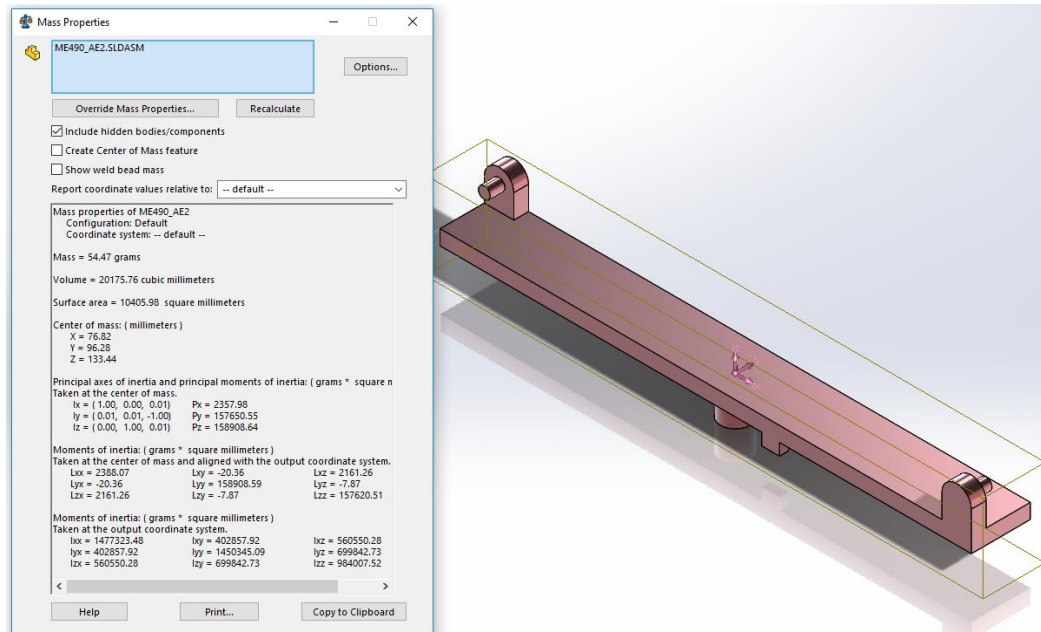 Mass Properties
ME490_AE2.SLDASM
Options...
Override Mass Properties...
Recalculate
Include hidden bodies/components
Create Center of Mass feature
Show weld bead mass
Report coordinate values relative to: -- default --
Mass properties of ME490_AE2
Configuration: Default
Coordinate system: -- default --
Mass = 54.47 grams
Volume = 20175.76 cubic millimeters
Surface area = 10405.98 square millimeters
Center of mass: ( millimeters )
X = 76.82
Y = 96.28
Z = 133.44
Principal axes of inertia and principal moments of inertia: ( grams * square n
Taken at the center of mass.
Ix = ( 1.00, 0.00, 0.01) Px = 2357.98
Iy = ( 0.01, 0.01, -1.00) Py = 157650.55
Iz = ( 0.00, 1.00, 0.01) Pz = 158908.64
Moments of inertia: ( grams * square millimeters )
Taken at the center of mass and aligned with the output coordinate system.
Lxx = 2388.07 Lxy = -20.36 Lxz = 2161.26
Lyx = -20.36 Lyy = 158908.59 Lyz = -7.87
Lzx = 2161.26 Lzy = -7.87 Lzz = 157620.51
Moments of inertia: ( grams * square millimeters )
Taken at the output coordinate system.
Ixx = 1477323.48 Ixy = 402857.92 Ixz = 560550.28
Iyx = 402857.92 Iyy = 1450345.09 Iyz = 699842.73
Izx = 560550.28 Izy = 699842.73 Izz = 984007.52
Help
Print...
Copy to Clipboard